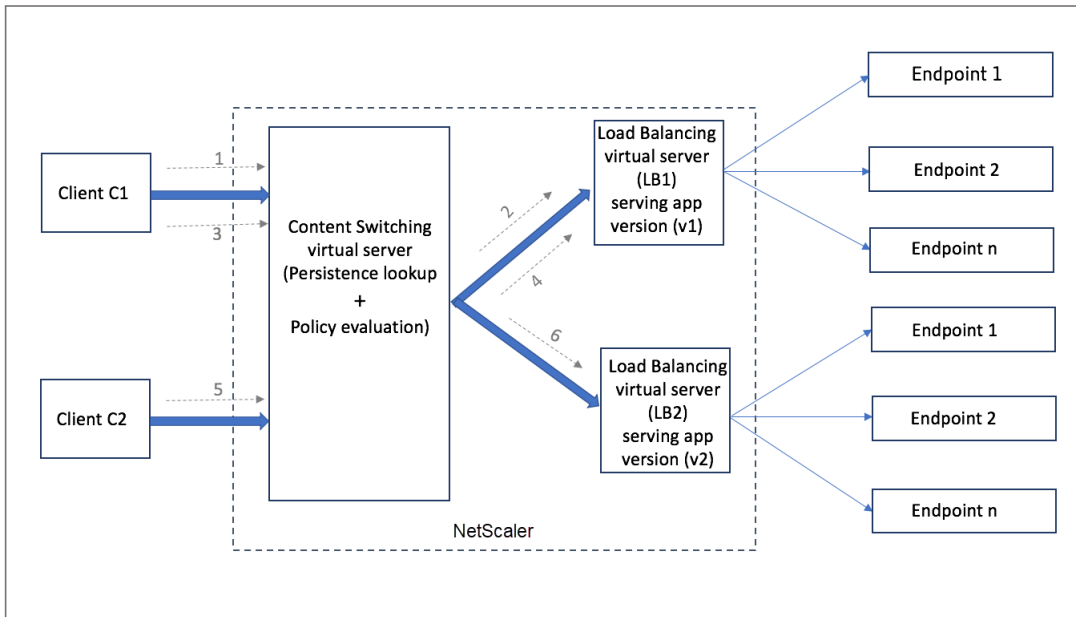 Client C1
1
3
Client C2
5
Content Switching
virtual server
(Persistence lookup
+
Policy evaluation)
2
4
6
Load Balancing
virtual server
(LB1)
serving app
version (v1)
Load Balancing
virtual server
(LB2)
serving app
version (v2)
NetScaler
Endpoint 1
Endpoint 2
Endpoint n
Endpoint 1
Endpoint 2
Endpoint n